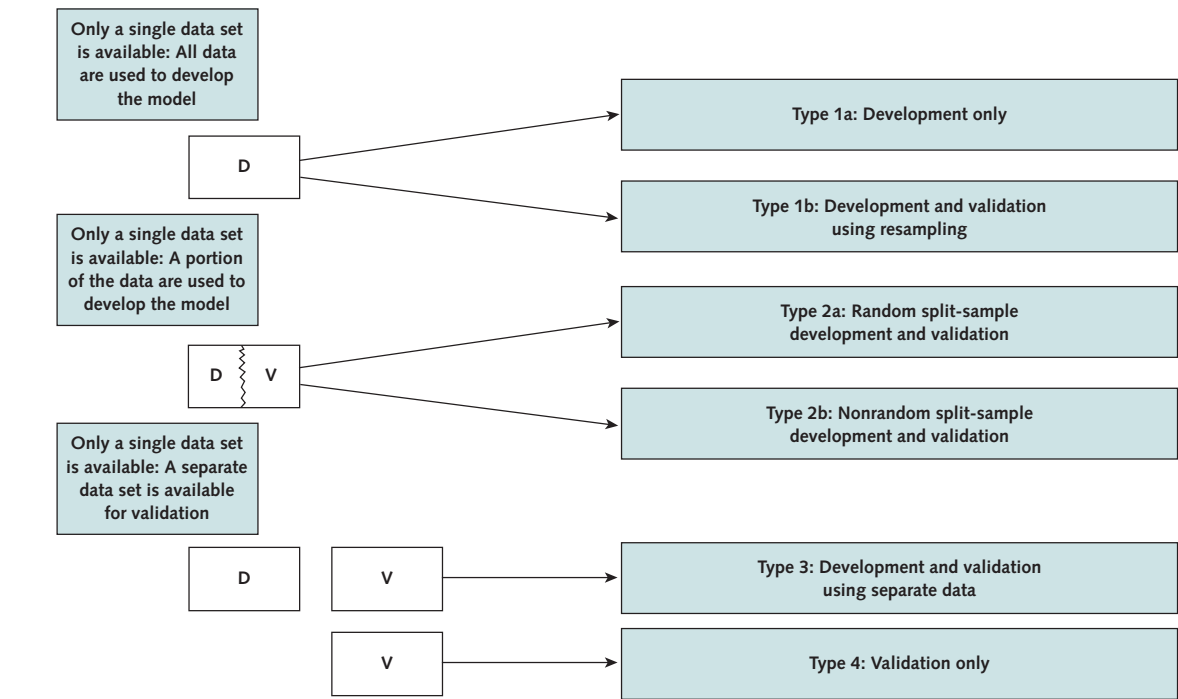 Only a single data set
is available: All data
are used to develop
the model
Type 1a: Development only
D
Type 1b: Development and validation
using resampling
Only a single data set
is available: A portion
of the data are used to
develop the model
Type 2a: Random split-sample
development and validation
D V
Type 2b: Nonrandom split-sample
development and validation
Only a single data set
is available: A separate
data set is available
for validation
D
V
Type 3: Development and validation
using separate data
V
Type 4: Validation only